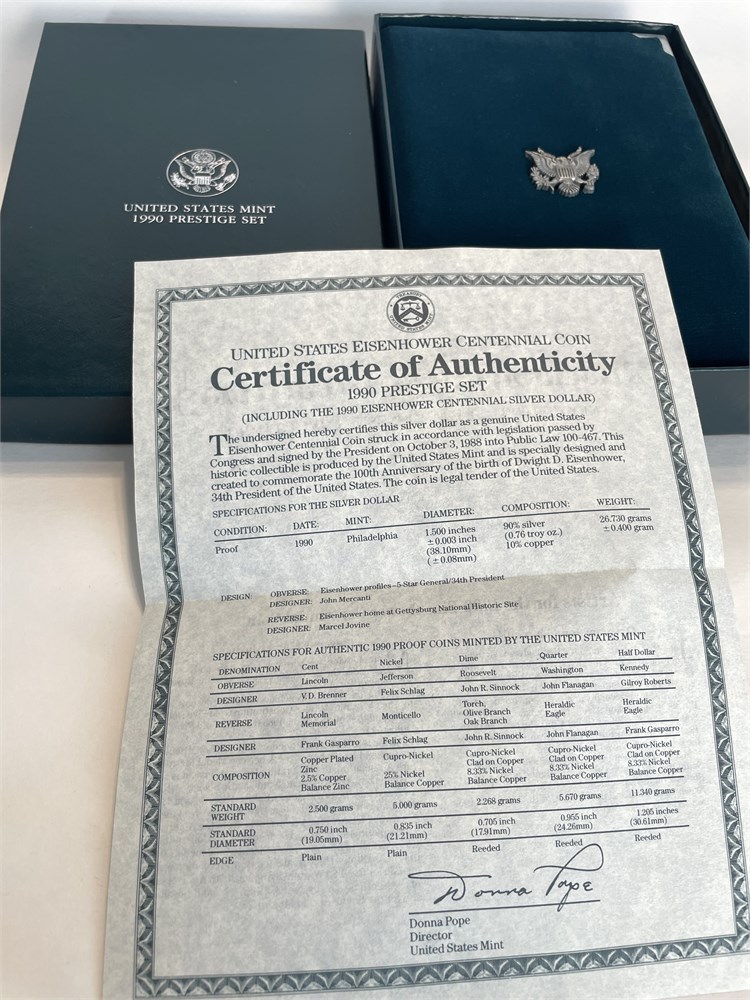 UNITED STATES MINT
1990 PRESTIGE SET
UNITED STATES EISENHOWER CENTENNIAL COIN
Certificate of Authenticity
1990 PRESTIGE SET
(INCLUDING THE 1990 EISENHOWER CENTENNIAL SILVER DOLLAR)
The undersigned hereby certifies this silver dollar as a genuine United States
Eisenhower Centennial Coin struck in accordance with legislation passed by
Congress and signed by the President on October 3, 1988 into Public Law 100-467. This
historic collectible is produced by the United States Mint and is specially designed and
created to commemorate the 100th Anniversary of the birth of Dwight D. Eisenhower,
34th President of the United States. The coin is legal tender of the United States.
SPECIFICATIONS FOR THE SILVER DOLLAR
CONDITION: DATE: MINT: DIAMETER: COMPOSITION: WEIGHT:
Proof 1990 Philadelphia 1.500 inches 90% silver 26.730 grams
±0.003 inch (0.76 troy oz.) ±0.400 gram
(38.10mm) 10% copper
(±0.08mm)
DESIGN: OBVERSE: Eisenhower profiles–5-Star General/34th President
DESIGNER: John Mercanti
REVERSE: Eisenhower home at Gettysburg National Historic Site
DESIGNER: Marcel Jovine
SPECIFICATIONS FOR AUTHENTIC 1990 PROOF COINS MINTED BY THE UNITED STATES MINT
DENOMINATION Cent Nickel Dime Quarter Half Dollar
OBVERSE Lincoln Jefferson Roosevelt Washington Kennedy
DESIGNER V.D. Brenner Felix Schlag John R. Sinnock John Flanagan Gilroy Roberts
REVERSE Lincoln Memorial Monticello Torch, Olive Branch Oak Branch Heraldic Eagle Heraldic Eagle
DESIGNER Frank Gasparro Felix Schlag John R. Sinnock John Flanagan Frank Gasparro
COMPOSITION Copper Plated Zinc 2.5% Copper Balance Zinc Cupro-Nickel 25% Nickel Balance Copper Cupro-Nickel Clad on Copper 8.33% Nickel Balance Copper Cupro-Nickel Clad on Copper 8.33% Nickel Balance Copper Cupro-Nickel Clad on Copper 8.33% Nickel Balance Copper
STANDARD WEIGHT 2.500 grams 5.000 grams 2.268 grams 5.670 grams 11.340 grams
STANDARD DIAMETER 0.750 inch (19.05mm) 0.835 inch (21.21mm) 0.705 inch (17.91mm) 0.955 inch (24.26mm) 1.205 inches (30.61mm)
EDGE Plain Plain Reeded Reeded Reeded
Donna Pope
Donna Pope
Director
United States Mint